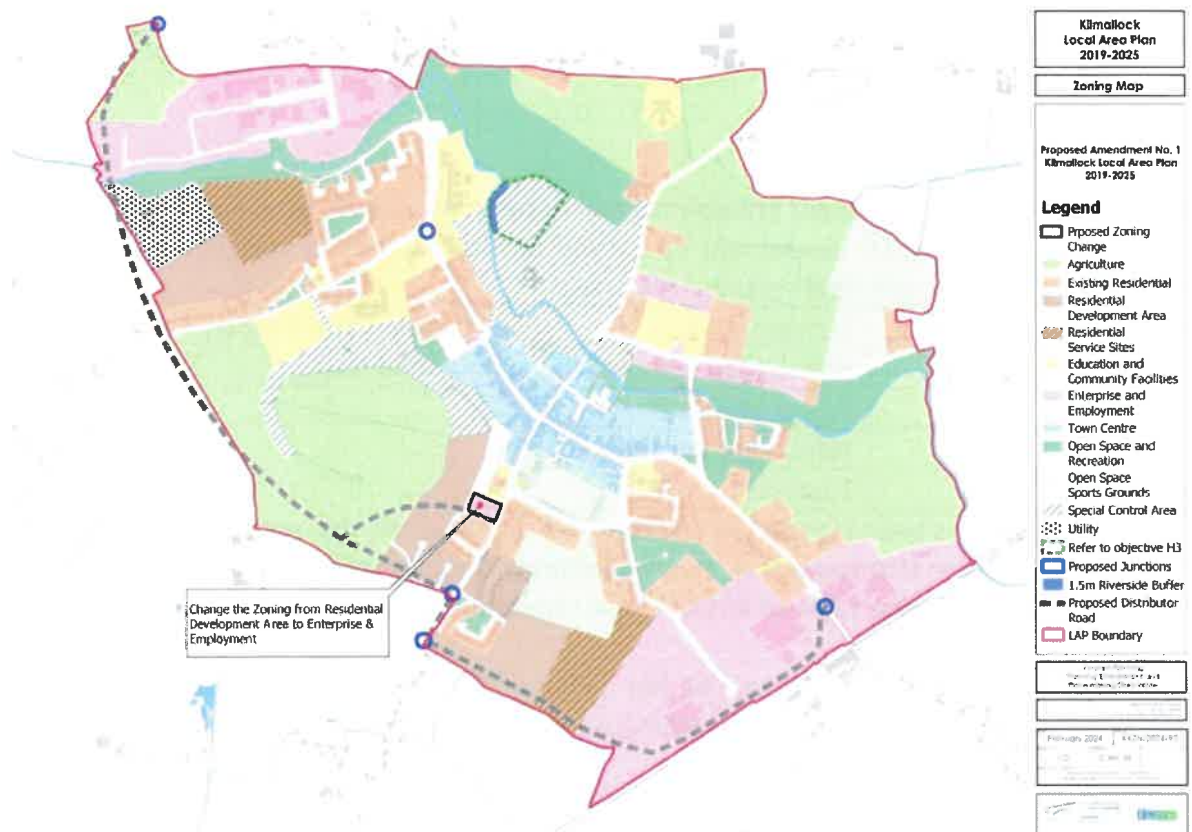 Kilmallock
Local Area Plan
2019-2025
Zoning Map
Proposed Amendment No. 1
Kilmallock Local Area Plan
2019-2025
Legend
Prposed Zoning
Change
Agriculture
Existing Residential
Residential
Development Area
Residential
Service Sites
Education and
Community Facilities
Enterprise and
Employment
Town Centre
Open Space and
Recreation
Open Space
Sports Grounds
Special Control Area
Utility
Refer to objective H3
Proposed Junctions
1.5m Riverside Buffer
Proposed Distributor
Road
LAP Boundary
Change the Zoning from Residential
Development Area to Enterprise &
Employment
February 2024